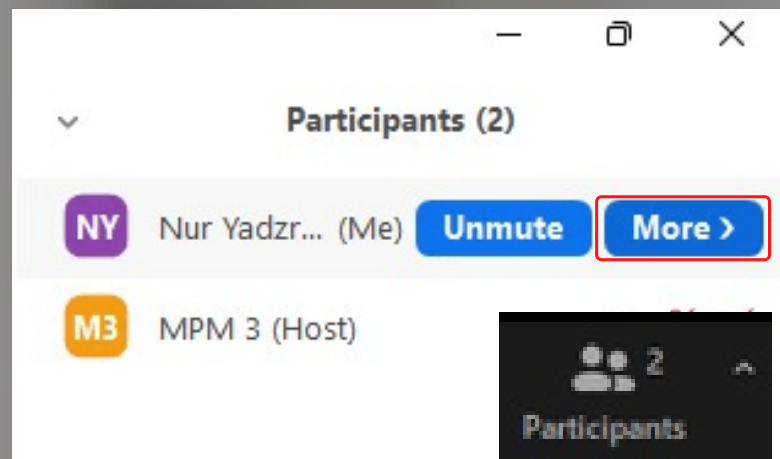 Participants (2)
NY Nur Yadzr... (Me) Unmute More >
M3 MPM 3 (Host)
2
Participants